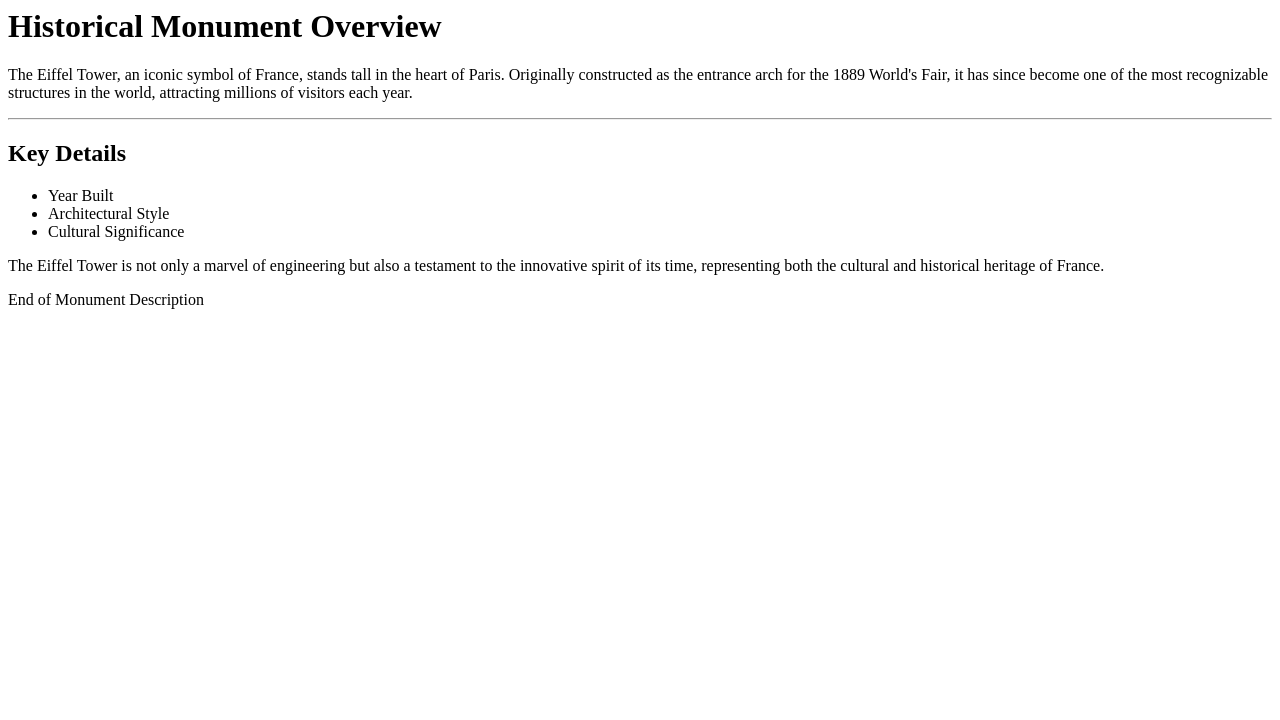 Historical Monument Overview
The Eiffel Tower, an iconic symbol of France, stands tall in the heart of Paris. Originally constructed as the entrance arch for the 1889 World's Fair, it has since become one of the most recognizable
structures in the world, attracting millions of visitors each year.
Key Details
• Year Built
• Architectural Style
• Cultural Significance
The Eiffel Tower is not only a marvel of engineering but also a testament to the innovative spirit of its time, representing both the cultural and historical heritage of France.
End of Monument Description